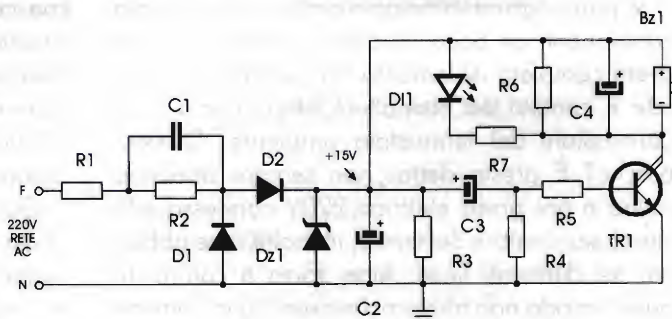 Bz1
+
R6
+
C4
Dl1
C1
+15V
R7
R1
D2
F
R2
220V
RETE
AC
D1
Dz1
+
+
C3
R5
TR1
R3
R4
N
C2